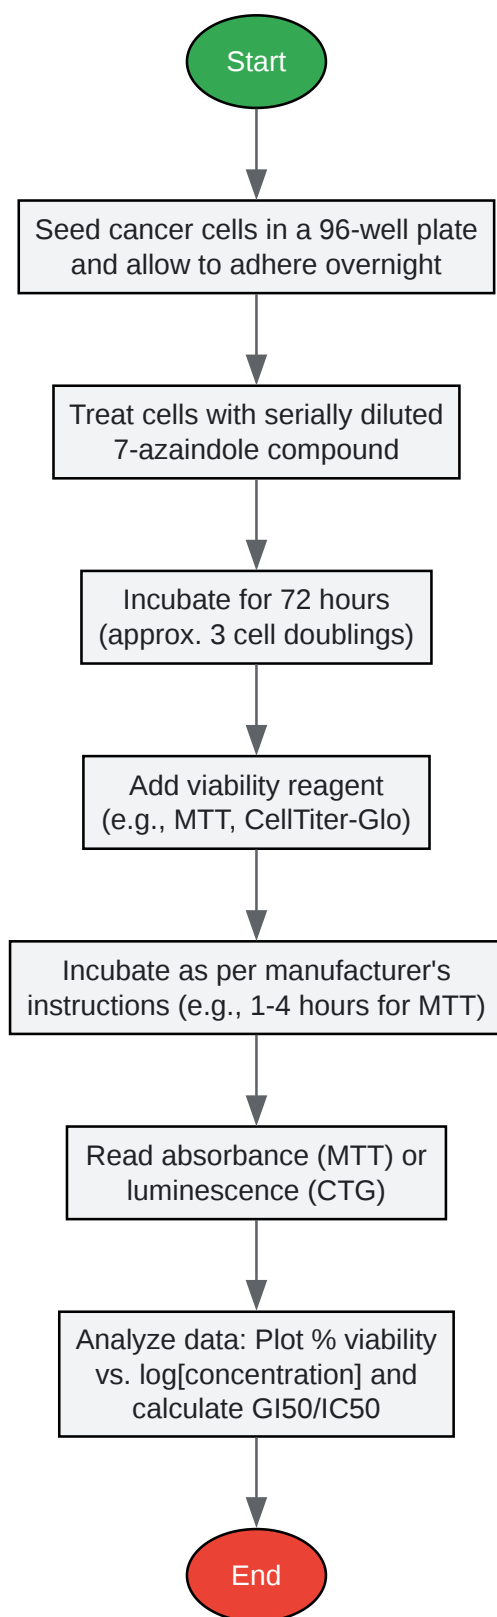 Start
Seed cancer cells in a 96-well plate
and allow to adhere overnight
Treat cells with serially diluted
7-azaindole compound
Incubate for 72 hours
(approx. 3 cell doublings)
Add viability reagent
(e.g., MTT, CellTiter-Glo)
Incubate as per manufacturer's
instructions (e.g., 1-4 hours for MTT)
Read absorbance (MTT) or
luminescence (CTG)
Analyze data: Plot % viability
vs. log[concentration] and
calculate GI50/IC50
End